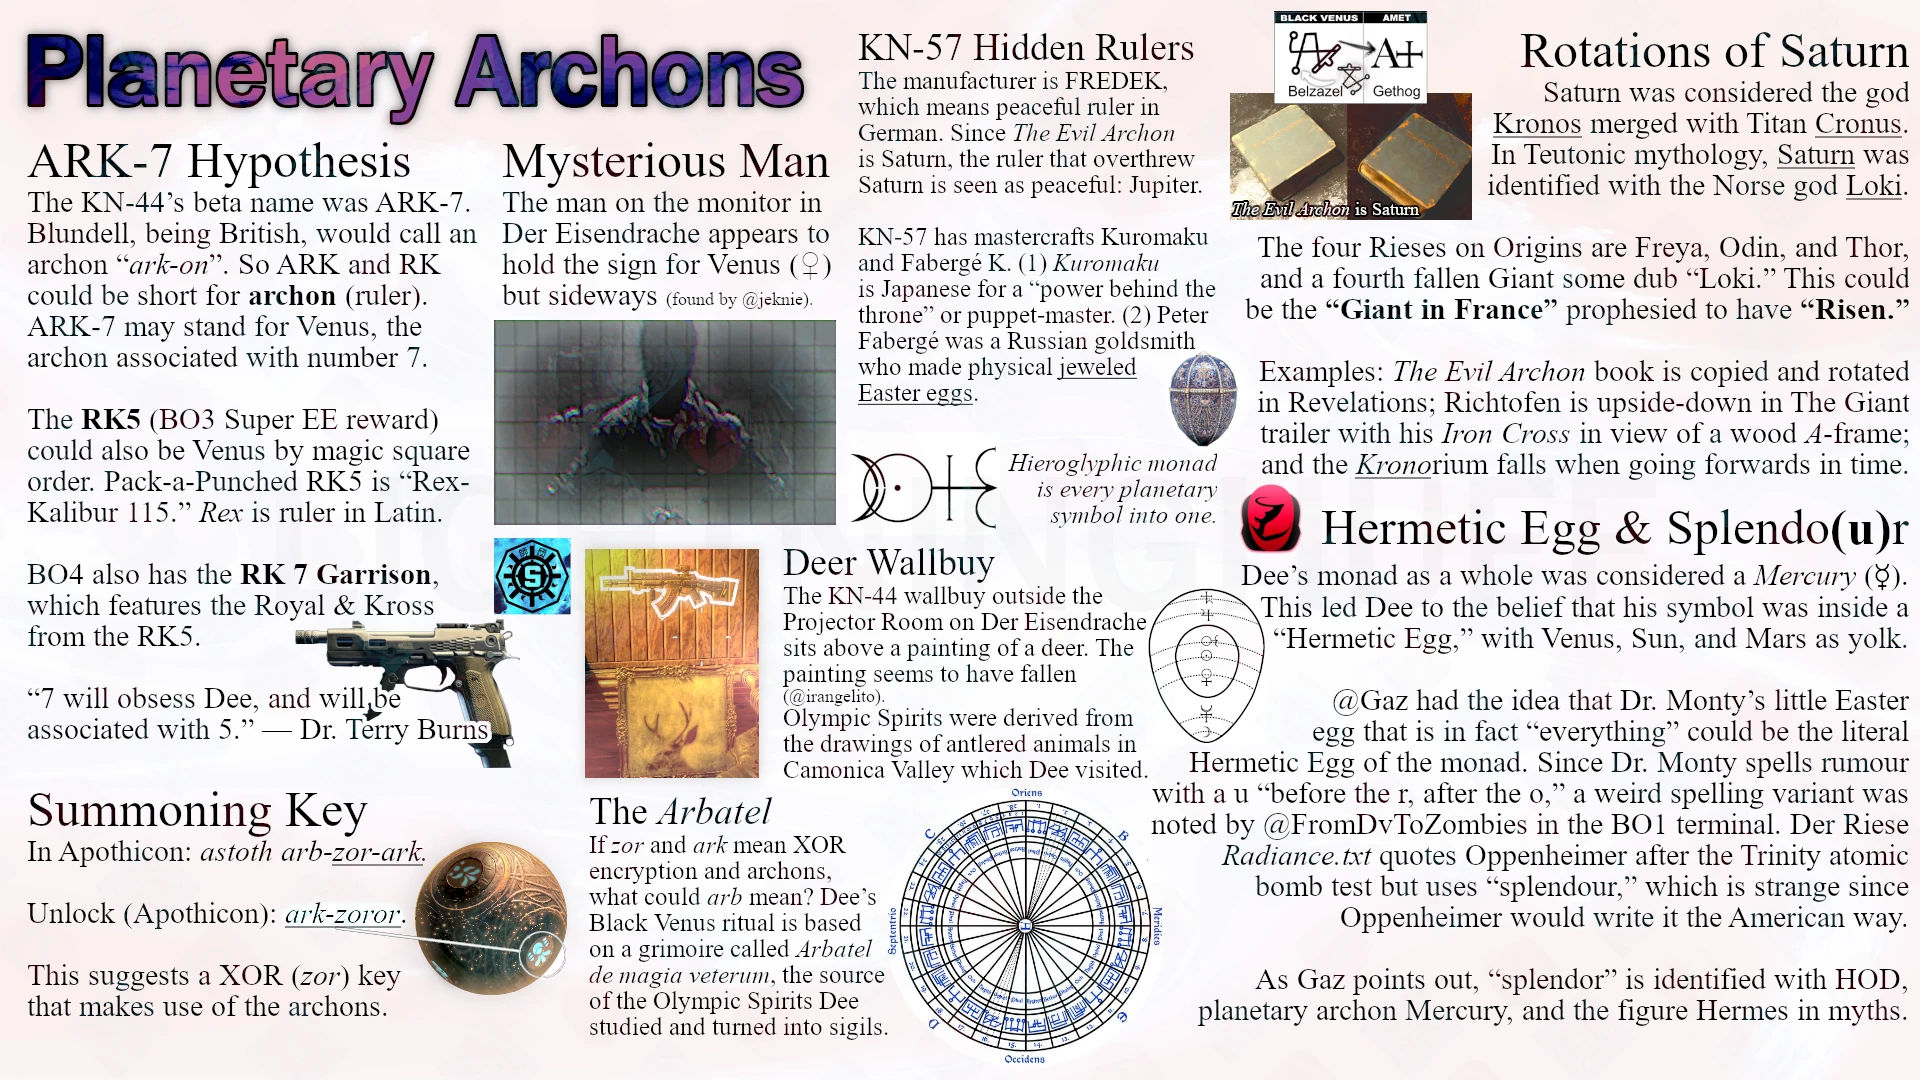 Planetary Archons
ARK-7 Hypothesis
The KN-44’s beta name was ARK-7.
Blundell, being British, would call an
archon “ark-on”. So ARK and RK
could be short for archon (ruler).
ARK-7 may stand for Venus, the
archon associated with number 7.
The RK5 (BO3 Super EE reward)
could also be Venus by magic square
order. Pack-a-Punched RK5 is “Rex-
Kalibur 115.” Rex is ruler in Latin.
BO4 also has the RK 7 Garrison,
which features the Royal & Kross
from the RK5.
“7 will obsess Dee, and will be
associated with 5.” — Dr. Terry Burns
Summoning Key
In Apothicon: astoth arb-zor-ark.
Unlock (Apothicon): ark-zoror.
This suggests a XOR (zor) key
that makes use of the archons.
Mysterious Man
The man on the monitor in
Der Eisendrache appears to
hold the sign for Venus (♀)
but sideways (found by @jeknie).
S
Deer Wallbuy
The KN-44 wallbuy outside the
Projector Room on Der Eisendrache
sits above a painting of a deer. The
painting seems to have fallen
(@irangelito).
Olympic Spirits were derived from
the drawings of antlered animals in
Camonica Valley which Dee visited.
The Arbatel
If zor and ark mean XOR
encryption and archons,
what could arb mean? Dee’s
Black Venus ritual is based
on a grimoire called Arbatel
de magia veterum, the source
of the Olympic Spirits Dee
studied and turned into sigils.
Oriens
Meridies
Occidens
Septentrio
KN-57 Hidden Rulers
The manufacturer is FREDEK,
which means peaceful ruler in
German. Since The Evil Archon
is Saturn, the ruler that overthrew
Saturn is seen as peaceful: Jupiter.
KN-57 has mastercrafts Kuromaku
and Fabergé K. (1) Kuromaku
is Japanese for a “power behind the
throne” or puppet-master. (2) Peter
Fabergé was a Russian goldsmith
who made physical jeweled
Easter eggs.
Hieroglyphic monad
is every planetary
symbol into one.
BLACK VENUS
AMET
Belzazel
Gethog
The Evil Archon is Saturn
Rotations of Saturn
Saturn was considered the god
Kronos merged with Titan Cronus.
In Teutonic mythology, Saturn was
identified with the Norse god Loki.
The four Rieses on Origins are Freya, Odin, and Thor,
and a fourth fallen Giant some dub “Loki.” This could
be the “Giant in France” prophesied to have “Risen.”
Examples: The Evil Archon book is copied and rotated
in Revelations; Richtofen is upside-down in The Giant
trailer with his Iron Cross in view of a wood A-frame;
and the Kronorium falls when going forwards in time.
Hermetic Egg & Splendo(u)r
Dee’s monad as a whole was considered a Mercury (☿).
This led Dee to the belief that his symbol was inside a
“Hermetic Egg,” with Venus, Sun, and Mars as yolk.
@Gaz had the idea that Dr. Monty’s little Easter
egg that is in fact “everything” could be the literal
Hermetic Egg of the monad. Since Dr. Monty spells rumour
with a u “before the r, after the o,” a weird spelling variant was
noted by @FromDvToZombies in the BO1 terminal. Der Riese
Radiance.txt quotes Oppenheimer after the Trinity atomic
bomb test but uses “splendour,” which is strange since
Oppenheimer would write it the American way.
As Gaz points out, “splendor” is identified with HOD,
planetary archon Mercury, and the figure Hermes in myths.